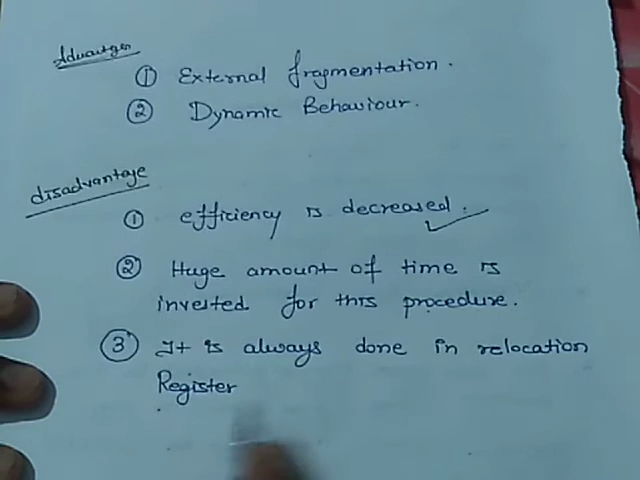 Advantages
① External fragmentation.
② Dynamic Behaviour.
disadvantage
① efficiency is decreased.
② Huge amount of time is
invested for this procedure.
③ It is always done in relocation
Register